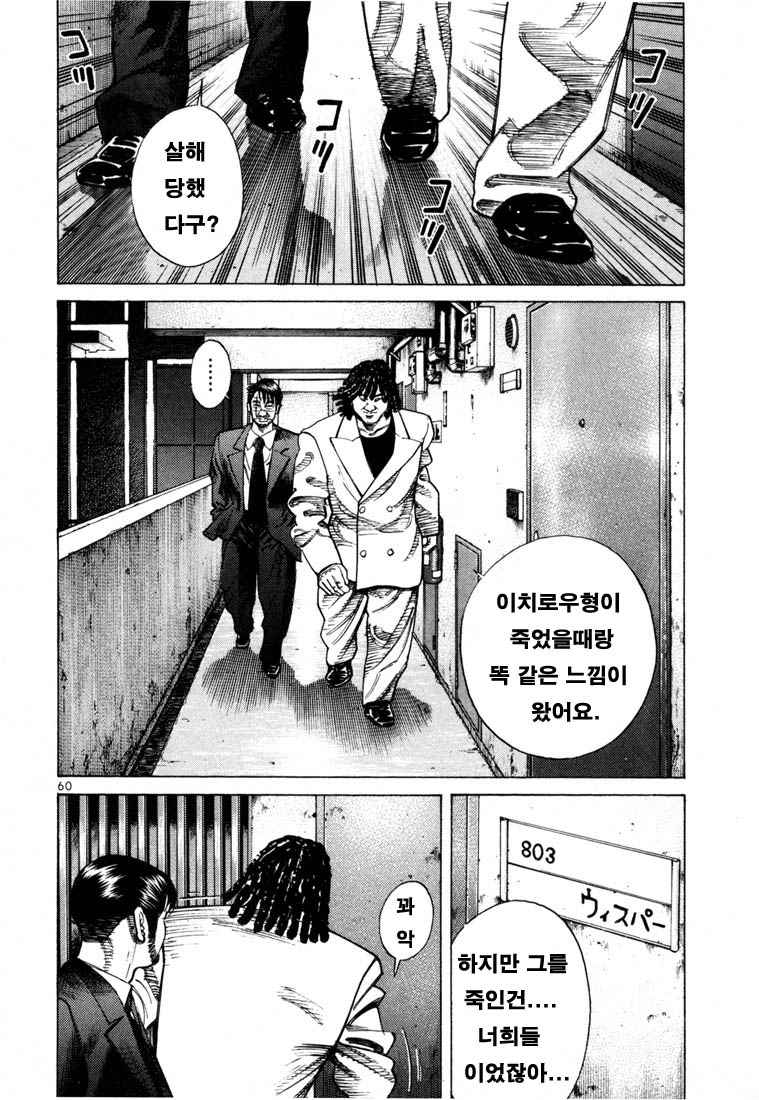 コツ
コツ
コツ
コツ
살해
당했
다구?
……
이치로우형이
죽었을때랑
똑 같은 느낌이
왔어요.
60
803
ウィスパー
하지만 그를
죽인건....
너희들
이었잖아...
꽈
악